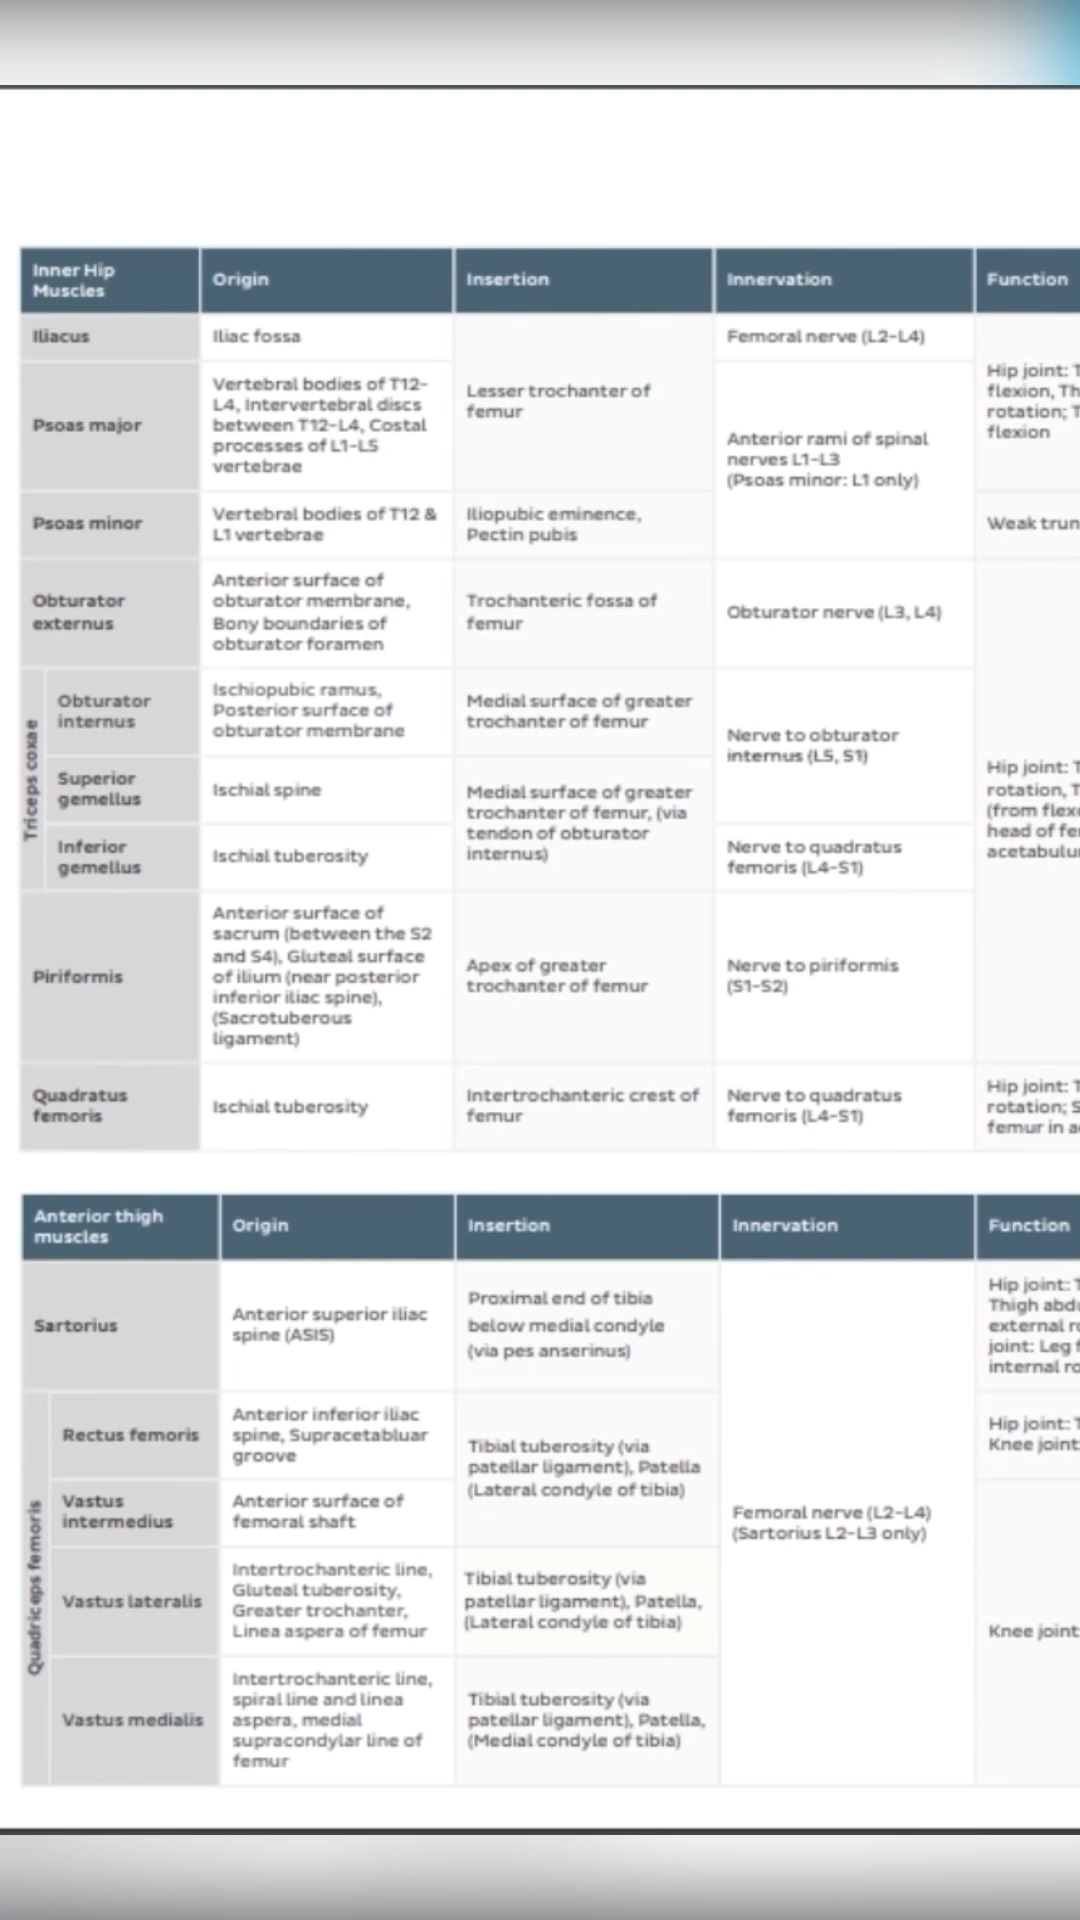 Inner Hip
Muscles
Origin
Insertion
Innervation
Function
Iliacus
Iliac fossa
Lesser trochanter of
femur
Femoral nerve (L2-L4)
Hip joint: T
flexion, Th
rotation; T
flexion
Psoas major
Vertebral bodies of T12-
L4, Intervertebral discs
between T12-L4, Costal
processes of L1-L5
vertebrae
Anterior rami of spinal
nerves L1-L3
(Psoas minor: L1 only)
Psoas minor
Vertebral bodies of T12 &
L1 vertebrae
Iliopubic eminence,
Pectin pubis
Weak trun
Obturator
externus
Anterior surface of
obturator membrane,
Bony boundaries of
obturator foramen
Trochanteric fossa of
femur
Obturator nerve (L3, L4)
Hip joint: T
rotation, T
(from flexe
head of fe
acetabulu
Triceps coxae
Obturator
internus
Ischiopubic ramus,
Posterior surface of
obturator membrane
Medial surface of greater
trochanter of femur
Nerve to obturator
internus (L5, S1)
Superior
gemellus
Ischial spine
Medial surface of greater
trochanter of femur, (via
tendon of obturator
internus)
Inferior
gemellus
Ischial tuberosity
Nerve to quadratus
femoris (L4-S1)
Piriformis
Anterior surface of
sacrum (between the S2
and S4), Gluteal surface
of ilium (near posterior
inferior iliac spine),
(Sacrotuberous
ligament)
Apex of greater
trochanter of femur
Nerve to piriformis
(S1-S2)
Quadratus
femoris
Ischial tuberosity
Intertrochanteric crest of
femur
Nerve to quadratus
femoris (L4-S1)
Hip joint: T
rotation; S
femur in a
Anterior thigh
muscles
Origin
Insertion
Innervation
Function
Sartorius
Anterior superior iliac
spine (ASIS)
Proximal end of tibia
below medial condyle
(via pes anserinus)
Femoral nerve (L2-L4)
(Sartorius L2-L3 only)
Hip joint: T
Thigh abdu
external ro
joint: Leg f
internal ro
Quadriceps femoris
Rectus femoris
Anterior inferior iliac
spine, Supracetabluar
groove
Tibial tuberosity (via
patellar ligament), Patella
(Lateral condyle of tibia)
Hip joint: T
Knee joint:
Vastus
intermedius
Anterior surface of
femoral shaft
Knee joint:
Vastus lateralis
Intertrochanteric line,
Gluteal tuberosity,
Greater trochanter,
Linea aspera of femur
Tibial tuberosity (via
patellar ligament), Patella,
(Lateral condyle of tibia)
Vastus medialis
Intertrochanteric line,
spiral line and linea
aspera, medial
supracondylar line of
femur
Tibial tuberosity (via
patellar ligament), Patella,
(Medial condyle of tibia)